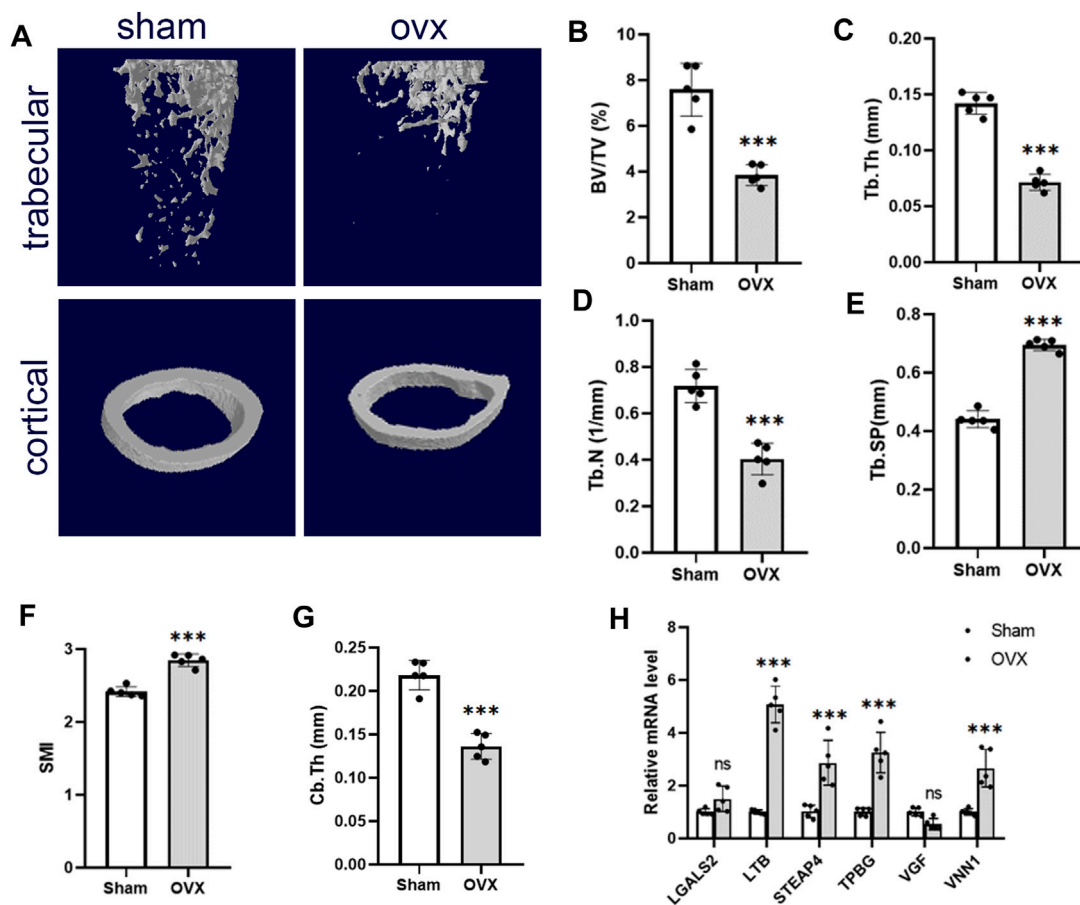 A
sham
ovx
trabecular
cortical
B
BV/TV (%)
10
8
6
4
2
0
***
Sham
OVX
C
Tb.Th (mm)
0.20
0.15
0.10
0.05
0.00
***
Sham
OVX
D
Tb.N (1/mm)
1.0
0.8
0.6
0.4
0.2
0.0
***
Sham
OVX
E
Tb.SP(mm)
0.8
0.6
0.4
0.2
0.0
***
Sham
OVX
F
SMI
3
2
1
0
***
Sham
OVX
G
Cb.Th (mm)
0.25
0.20
0.15
0.10
0.05
0.00
***
Sham
OVX
H
Relative mRNA level
8
6
4
2
0
Sham
OVX
ns
***
***
***
ns
***
LGALS2
LTB
STEAP4
TPBG
VGF
VNN1